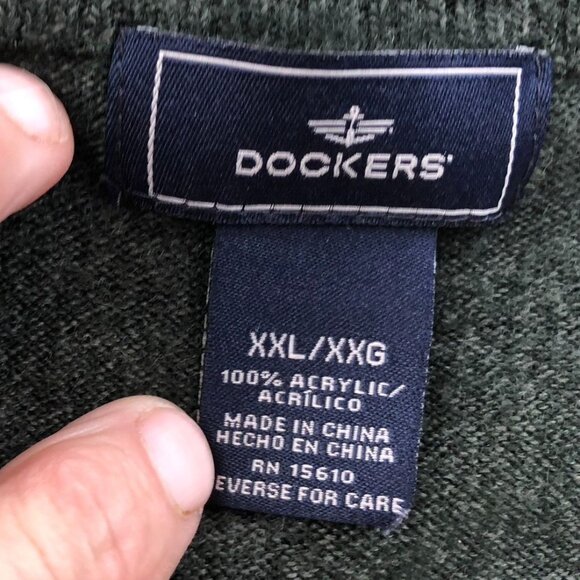 DOCKERS
XXL/XXG
100% ACRYLIC/
ACRÍLICO
MADE IN CHINA
HECHO EN CHINA
RN 15610
EVERSE FOR CARE